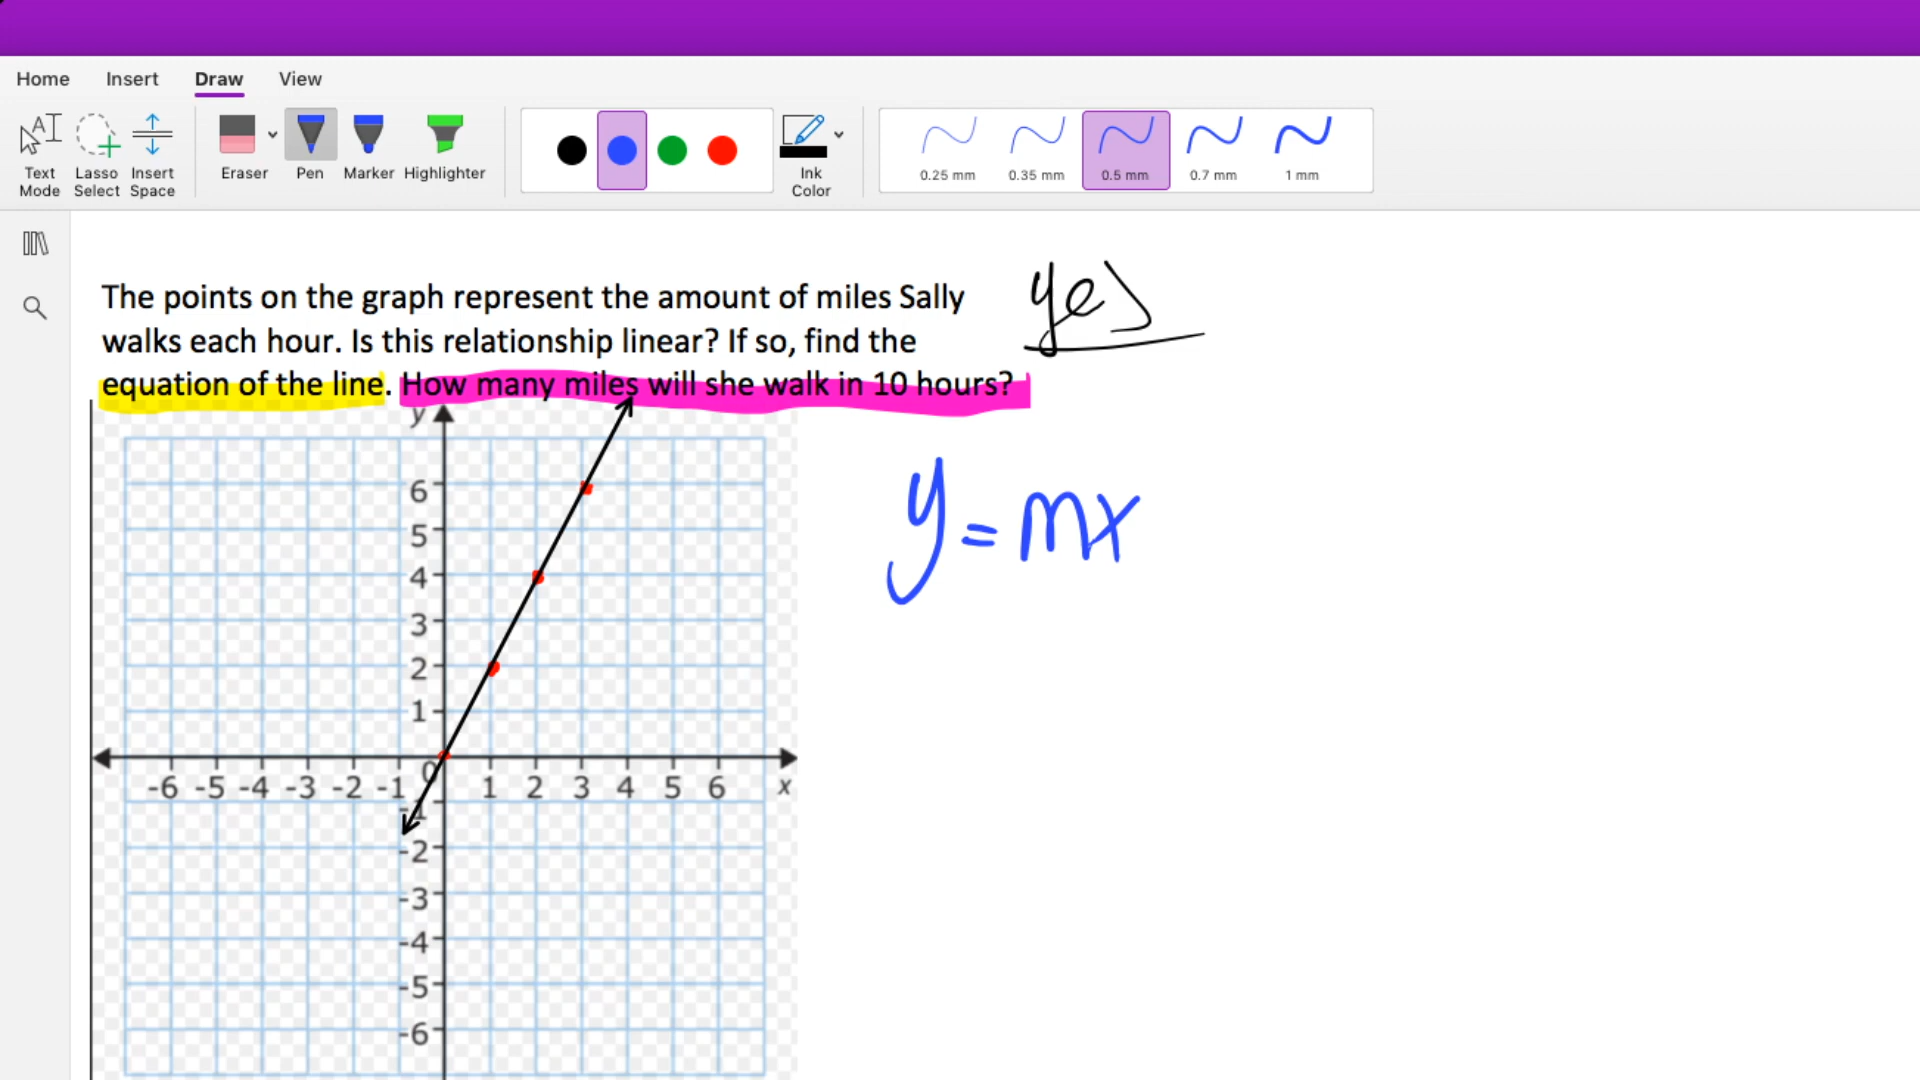 Home Insert Draw View
Text Mode Lasso Select Insert Space Eraser Pen Marker Highlighter Ink Color 0.25 mm 0.35 mm 0.5 mm 0.7 mm 1 mm
The points on the graph represent the amount of miles Sally
walks each hour. Is this relationship linear? If so, find the
equation of the line. How many miles will she walk in 10 hours?
yes
y = mx
y
6
5
4
3
2
1
0
-6 -5 -4 -3 -2 -1 1 2 3 4 5 6 x
-1
-2
-3
-4
-5
-6